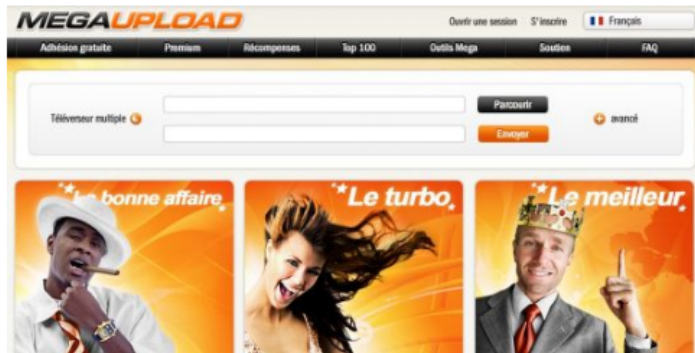 MEGAUPLOAD
Ouvrir une session S'inscrire Français
Adhésion gratuite Premium Récompenses Top 100 Outils Mega Soutien FAQ
Téléverseur multiple
Parcourir
Envoyer
avancé
La bonne affaire Le turbo Le meilleur